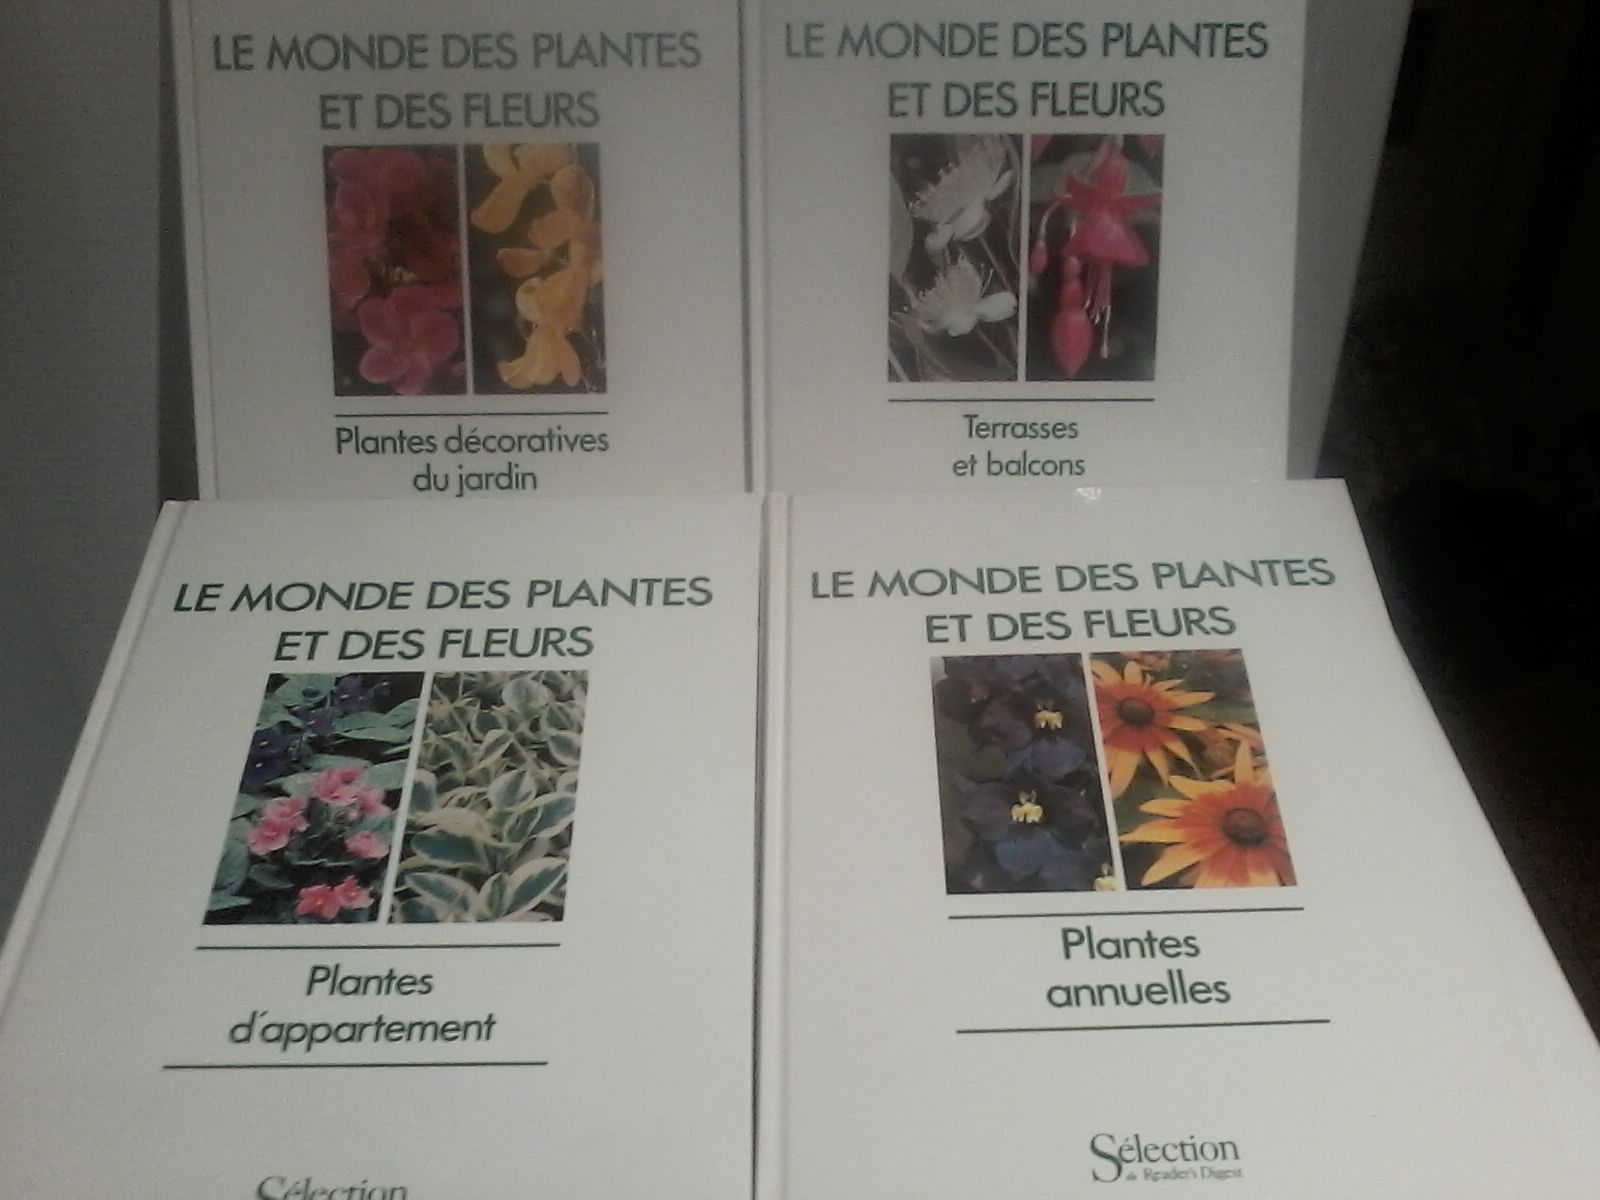 LE MONDE DES PLANTES
ET DES FLEURS
Plantes décoratives
du jardin
LE MONDE DES PLANTES
ET DES FLEURS
Terrasses
et balcons
LE MONDE DES PLANTES
ET DES FLEURS
Plantes
d'appartement
Sélection
LE MONDE DES PLANTES
ET DES FLEURS
Plantes
annuelles
Sélection
du Reader's Digest